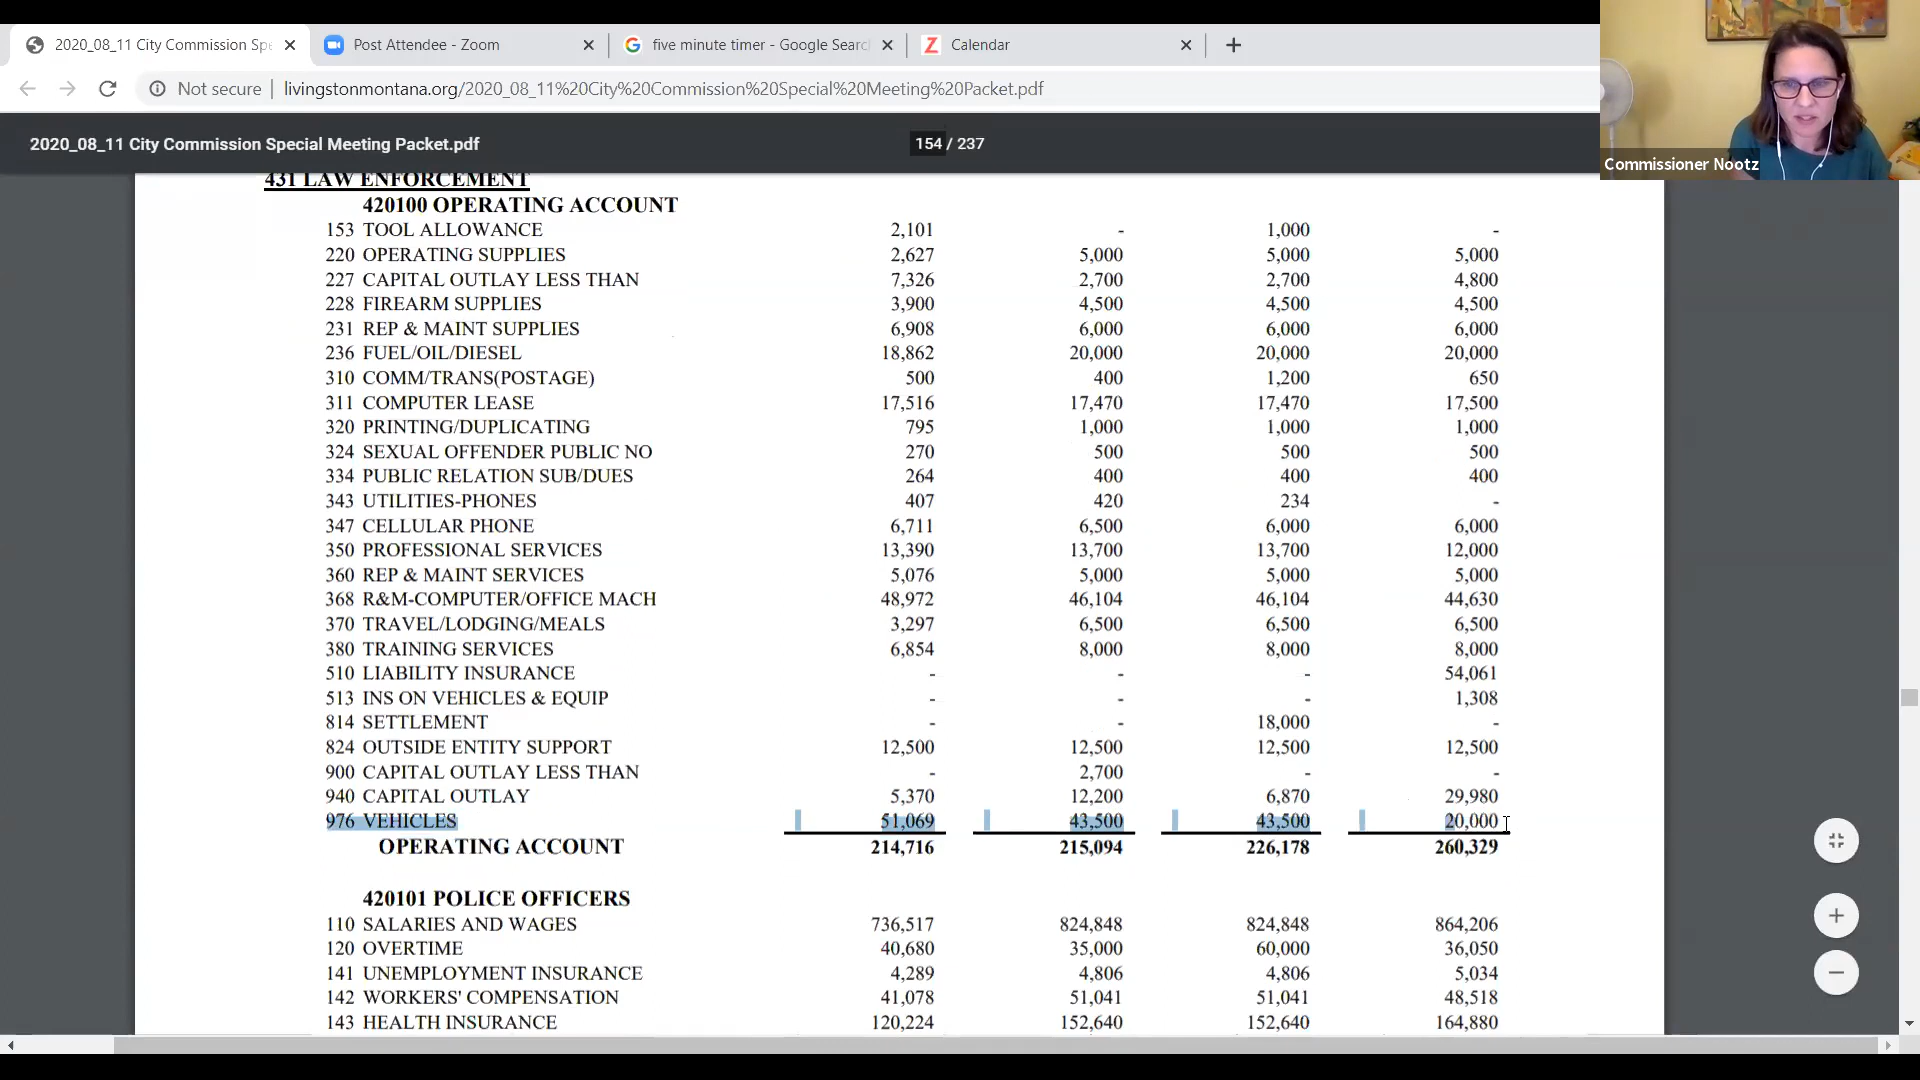 2020_08_11 City Commission Spe
Post Attendee - Zoom
five minute timer - Google Searc
Calendar
Not secure
livingstonmontana.org/2020_08_11%20City%20Commission%20Special%20Meeting%20Packet.pdf
2020_08_11 City Commission Special Meeting Packet.pdf
154 / 237
Commissioner Nootz
431 LAW ENFORCEMENT
420100 OPERATING ACCOUNT
153 TOOL ALLOWANCE 2,101 - 1,000 -
220 OPERATING SUPPLIES 2,627 5,000 5,000 5,000
227 CAPITAL OUTLAY LESS THAN 7,326 2,700 2,700 4,800
228 FIREARM SUPPLIES 3,900 4,500 4,500 4,500
231 REP & MAINT SUPPLIES 6,908 6,000 6,000 6,000
236 FUEL/OIL/DIESEL 18,862 20,000 20,000 20,000
310 COMM/TRANS(POSTAGE) 500 400 1,200 650
311 COMPUTER LEASE 17,516 17,470 17,470 17,500
320 PRINTING/DUPLICATING 795 1,000 1,000 1,000
324 SEXUAL OFFENDER PUBLIC NO 270 500 500 500
334 PUBLIC RELATION SUB/DUES 264 400 400 400
343 UTILITIES-PHONES 407 420 234 -
347 CELLULAR PHONE 6,711 6,500 6,000 6,000
350 PROFESSIONAL SERVICES 13,390 13,700 13,700 12,000
360 REP & MAINT SERVICES 5,076 5,000 5,000 5,000
368 R&M-COMPUTER/OFFICE MACH 48,972 46,104 46,104 44,630
370 TRAVEL/LODGING/MEALS 3,297 6,500 6,500 6,500
380 TRAINING SERVICES 6,854 8,000 8,000 8,000
510 LIABILITY INSURANCE - - - 54,061
513 INS ON VEHICLES & EQUIP - - - 1,308
814 SETTLEMENT - - 18,000 -
824 OUTSIDE ENTITY SUPPORT 12,500 12,500 12,500 12,500
900 CAPITAL OUTLAY LESS THAN - 2,700 - -
940 CAPITAL OUTLAY 5,370 12,200 6,870 29,980
976 VEHICLES 51,069 43,500 43,500 20,000
OPERATING ACCOUNT 214,716 215,094 226,178 260,329
420101 POLICE OFFICERS
110 SALARIES AND WAGES 736,517 824,848 824,848 864,206
120 OVERTIME 40,680 35,000 60,000 36,050
141 UNEMPLOYMENT INSURANCE 4,289 4,806 4,806 5,034
142 WORKERS' COMPENSATION 41,078 51,041 51,041 48,518
143 HEALTH INSURANCE 120,224 152,640 152,640 164,880